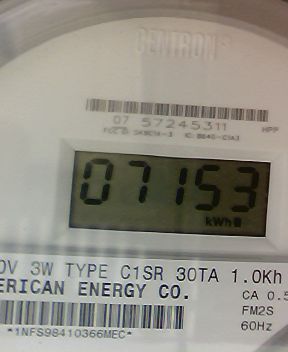 CENTRON®
07 57245311
HPP
07153
kWh
0V 3W TYPE C1SR 30TA 1.0Kh
ERICAN ENERGY CO.
CA 0.5
FM2S
*1NFS98410366MEC*
60Hz